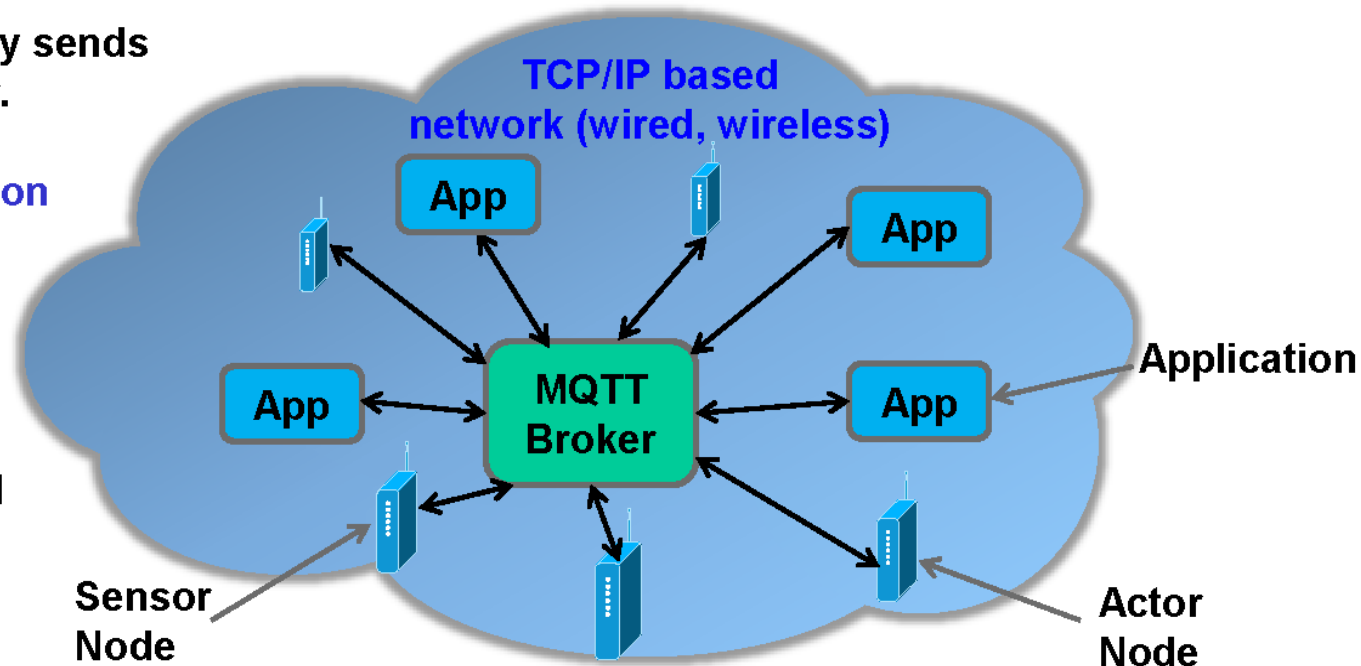 y sends
.
on
TCP/IP based
network (wired, wireless)
App
App
App
MQTT
Broker
App
Application
Sensor
Node
Actor
Node